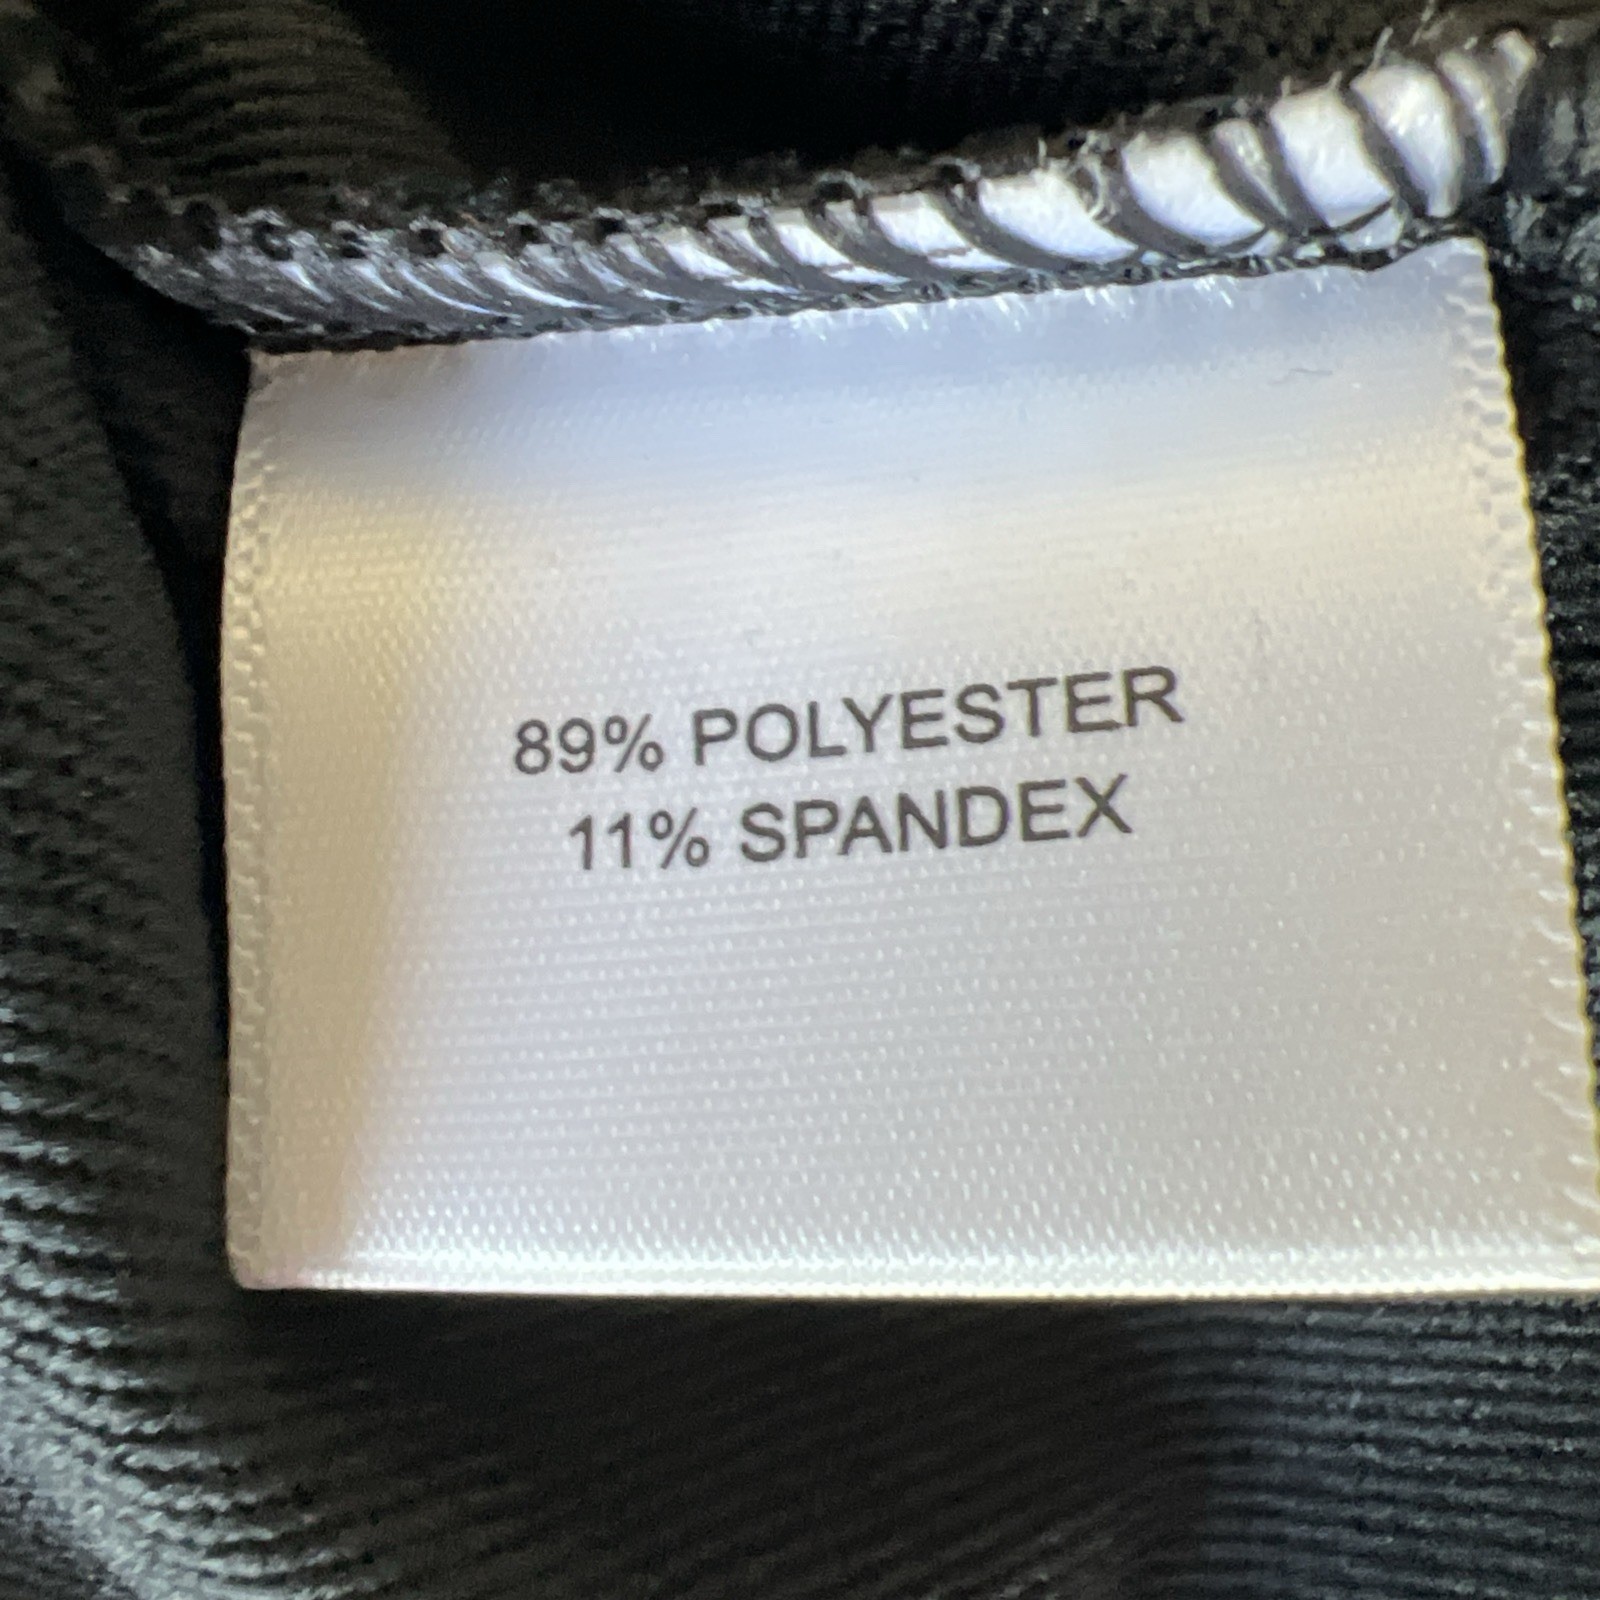 89% POLYESTER
11% SPANDEX